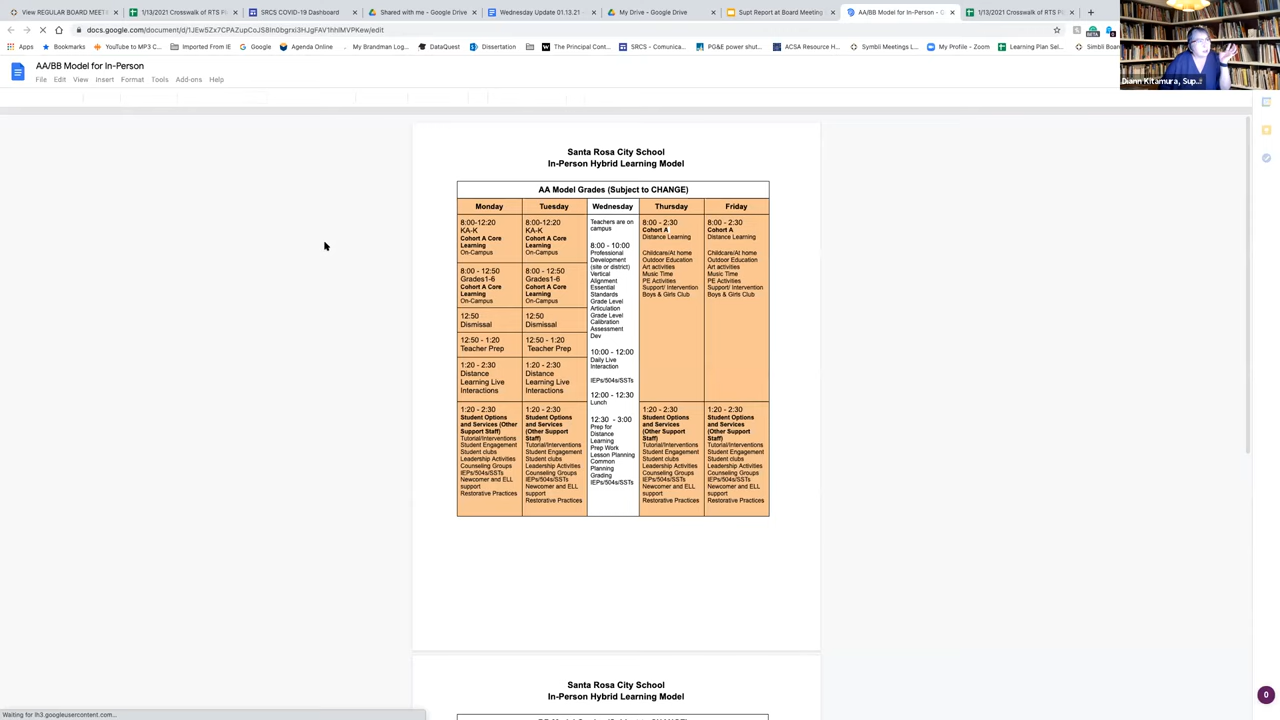 View REGULAR BOARD MEET
1/13/2021 Crosswalk of RTS Pl
SRCS COVID-19 Dashboard
Shared with me - Google Drive
Wednesday Update 01.13.21
My Drive - Google Drive
Supt Report at Board Meeting
AA/BB Model for In-Person - G
1/13/2021 Crosswalk of RTS Pl
docs.google.com/document/d/1JEw5Zx7CPAZupCoJS8In0bgrxi3HJgFAV1hhIMVPKew/edit
Apps
Bookmarks
YouTube to MP3 C...
Imported From IE
Google
Agenda Online
My Brandman Log...
DataQuest
Dissertation
The Principal Cont...
SRCS - Comunica...
PG&E power shut...
ACSA Resource H...
Symbli Meetings L...
My Profile - Zoom
Charter Folders
Learning Plan Sel...
Simbli Board
AA/BB Model for In-Person
File Edit View Insert Format Tools Add-ons Help
Diann Kitamura, Sup...
Santa Rosa City School
In-Person Hybrid Learning Model
AA Model Grades (Subject to CHANGE)
Monday
Tuesday
Wednesday
Thursday
Friday
8:00-12:20
KA-K
Cohort A Core
Learning
On-Campus
8:00 - 12:50
Grades1-6
Cohort A Core
Learning
On-Campus
12:50
Dismissal
12:50 - 1:20
Teacher Prep
1:20 - 2:30
Distance
Learning Live
Interactions
1:20 - 2:30
Student Options
and Services (Other
Support Staff)
Tutorial/Interventions
Student Engagement
Student clubs
Leadership Activities
Counseling Groups
IEPs/504s/SSTs
Newcomer and ELL
support
Restorative Practices
8:00-12:20
KA-K
Cohort A Core
Learning
On-Campus
8:00 - 12:50
Grades1-6
Cohort A Core
Learning
On-Campus
12:50
Dismissal
12:50 - 1:20
Teacher Prep
1:20 - 2:30
Distance
Learning Live
Interactions
1:20 - 2:30
Student Options
and Services (Other
Support Staff)
Tutorial/Interventions
Student Engagement
Student clubs
Leadership Activities
Counseling Groups
IEPs/504s/SSTs
Newcomer and ELL
support
Restorative Practices
Teachers are on
campus
8:00 - 10:00
Professional
Development
(site or district)
Vertical
Alignment
Essential
Standards
Grade Level
Articulation
Grade Level
Calibration
Assessment
Dev
10:00 - 12:00
Daily Live
Interaction
IEPs/504s/SSTs
12:00 - 12:30
Lunch
12:30 - 3:00
Prep for
Distance
Learning
Prep Work
Lesson Planning
Common
Planning
Grading
IEPs/504s/SSTs
8:00 - 2:30
Cohort A
Distance Learning
Childcare/At home
Outdoor Education
Art activities
Music Time
PE Activities
Support/ Intervention
Boys & Girls Club
1:20 - 2:30
Student Options
and Services
(Other Support
Staff)
Tutorial/Interventions
Student Engagement
Student clubs
Leadership Activities
Counseling Groups
IEPs/504s/SSTs
Newcomer and ELL
support
Restorative Practices
8:00 - 2:30
Cohort A
Distance Learning
Childcare/At home
Outdoor Education
Art activities
Music Time
PE Activities
Support/ Intervention
Boys & Girls Club
1:20 - 2:30
Student Options
and Services
(Other Support
Staff)
Tutorial/Interventions
Student Engagement
Student clubs
Leadership Activities
Counseling Groups
IEPs/504s/SSTs
Newcomer and ELL
support
Restorative Practices
Santa Rosa City School
In-Person Hybrid Learning Model
Waiting for lh3.googleusercontent.com...
0